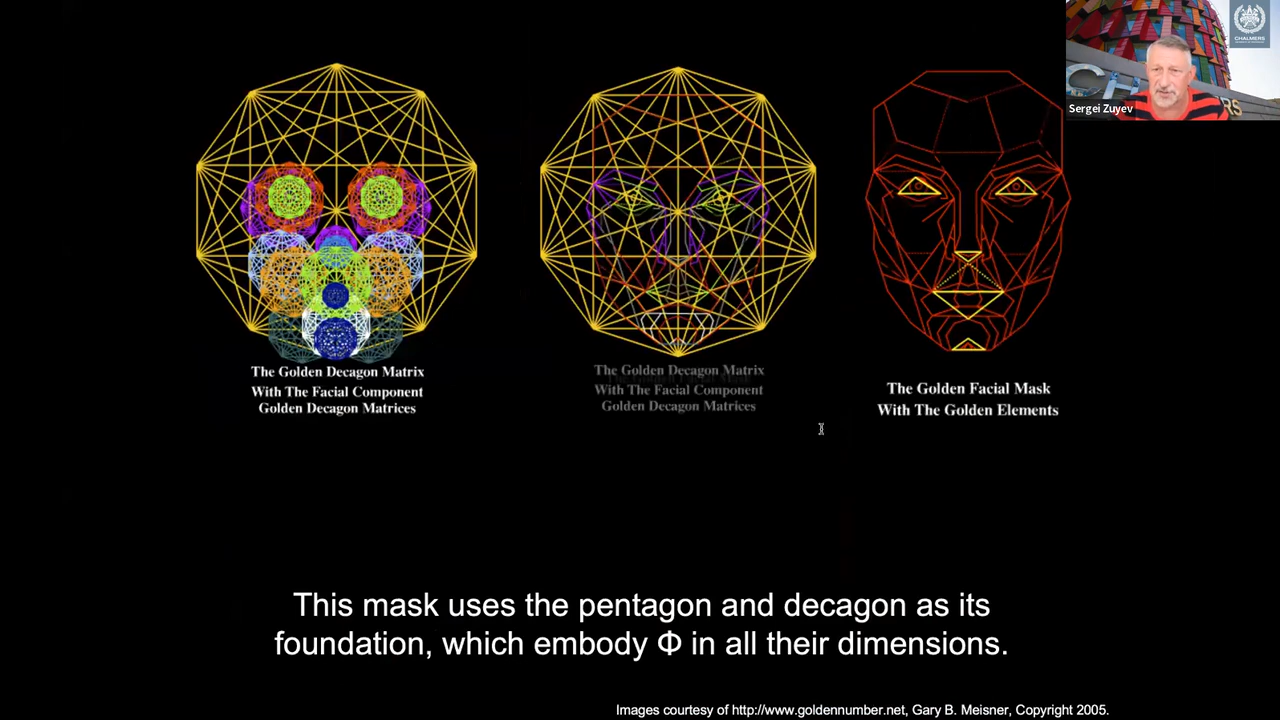 CHALMERS
Sergei Zuyev
The Golden Decagon Matrix
With The Facial Component
Golden Decagon Matrices
The Golden Decagon Matrix
With The Facial Component
Golden Decagon Matrices
The Golden Facial Mask
With The Golden Elements
This mask uses the pentagon and decagon as its
foundation, which embody Φ in all their dimensions.
Images courtesy of http://www.goldennumber.net, Gary B. Meisner, Copyright 2005.